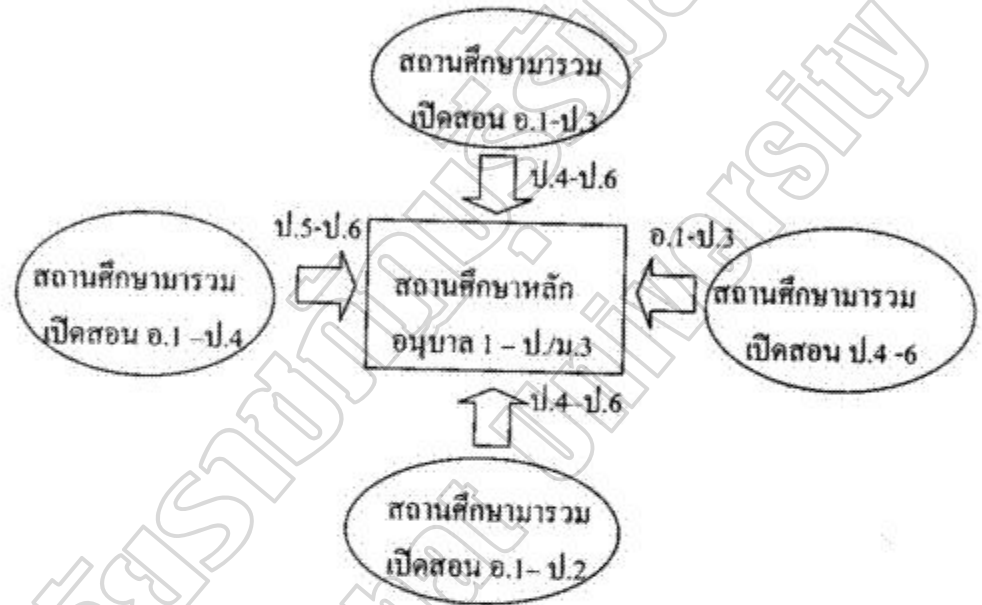 สถานศึกษามารวม
เปิดสอน อ.1-ป.3
ป.4-ป.6
ป.5-ป.6
สถานศึกษามารวม
เปิดสอน อ.1 –ป.4
สถานศึกษาหลัก
อนุบาล 1 – ป./ม.3
อ.1-ป.3
สถานศึกษามารวม
เปิดสอน ป.4 -6
ป.4–ป.6
สถานศึกษามารวม
เปิดสอน อ.1– ป.2
University